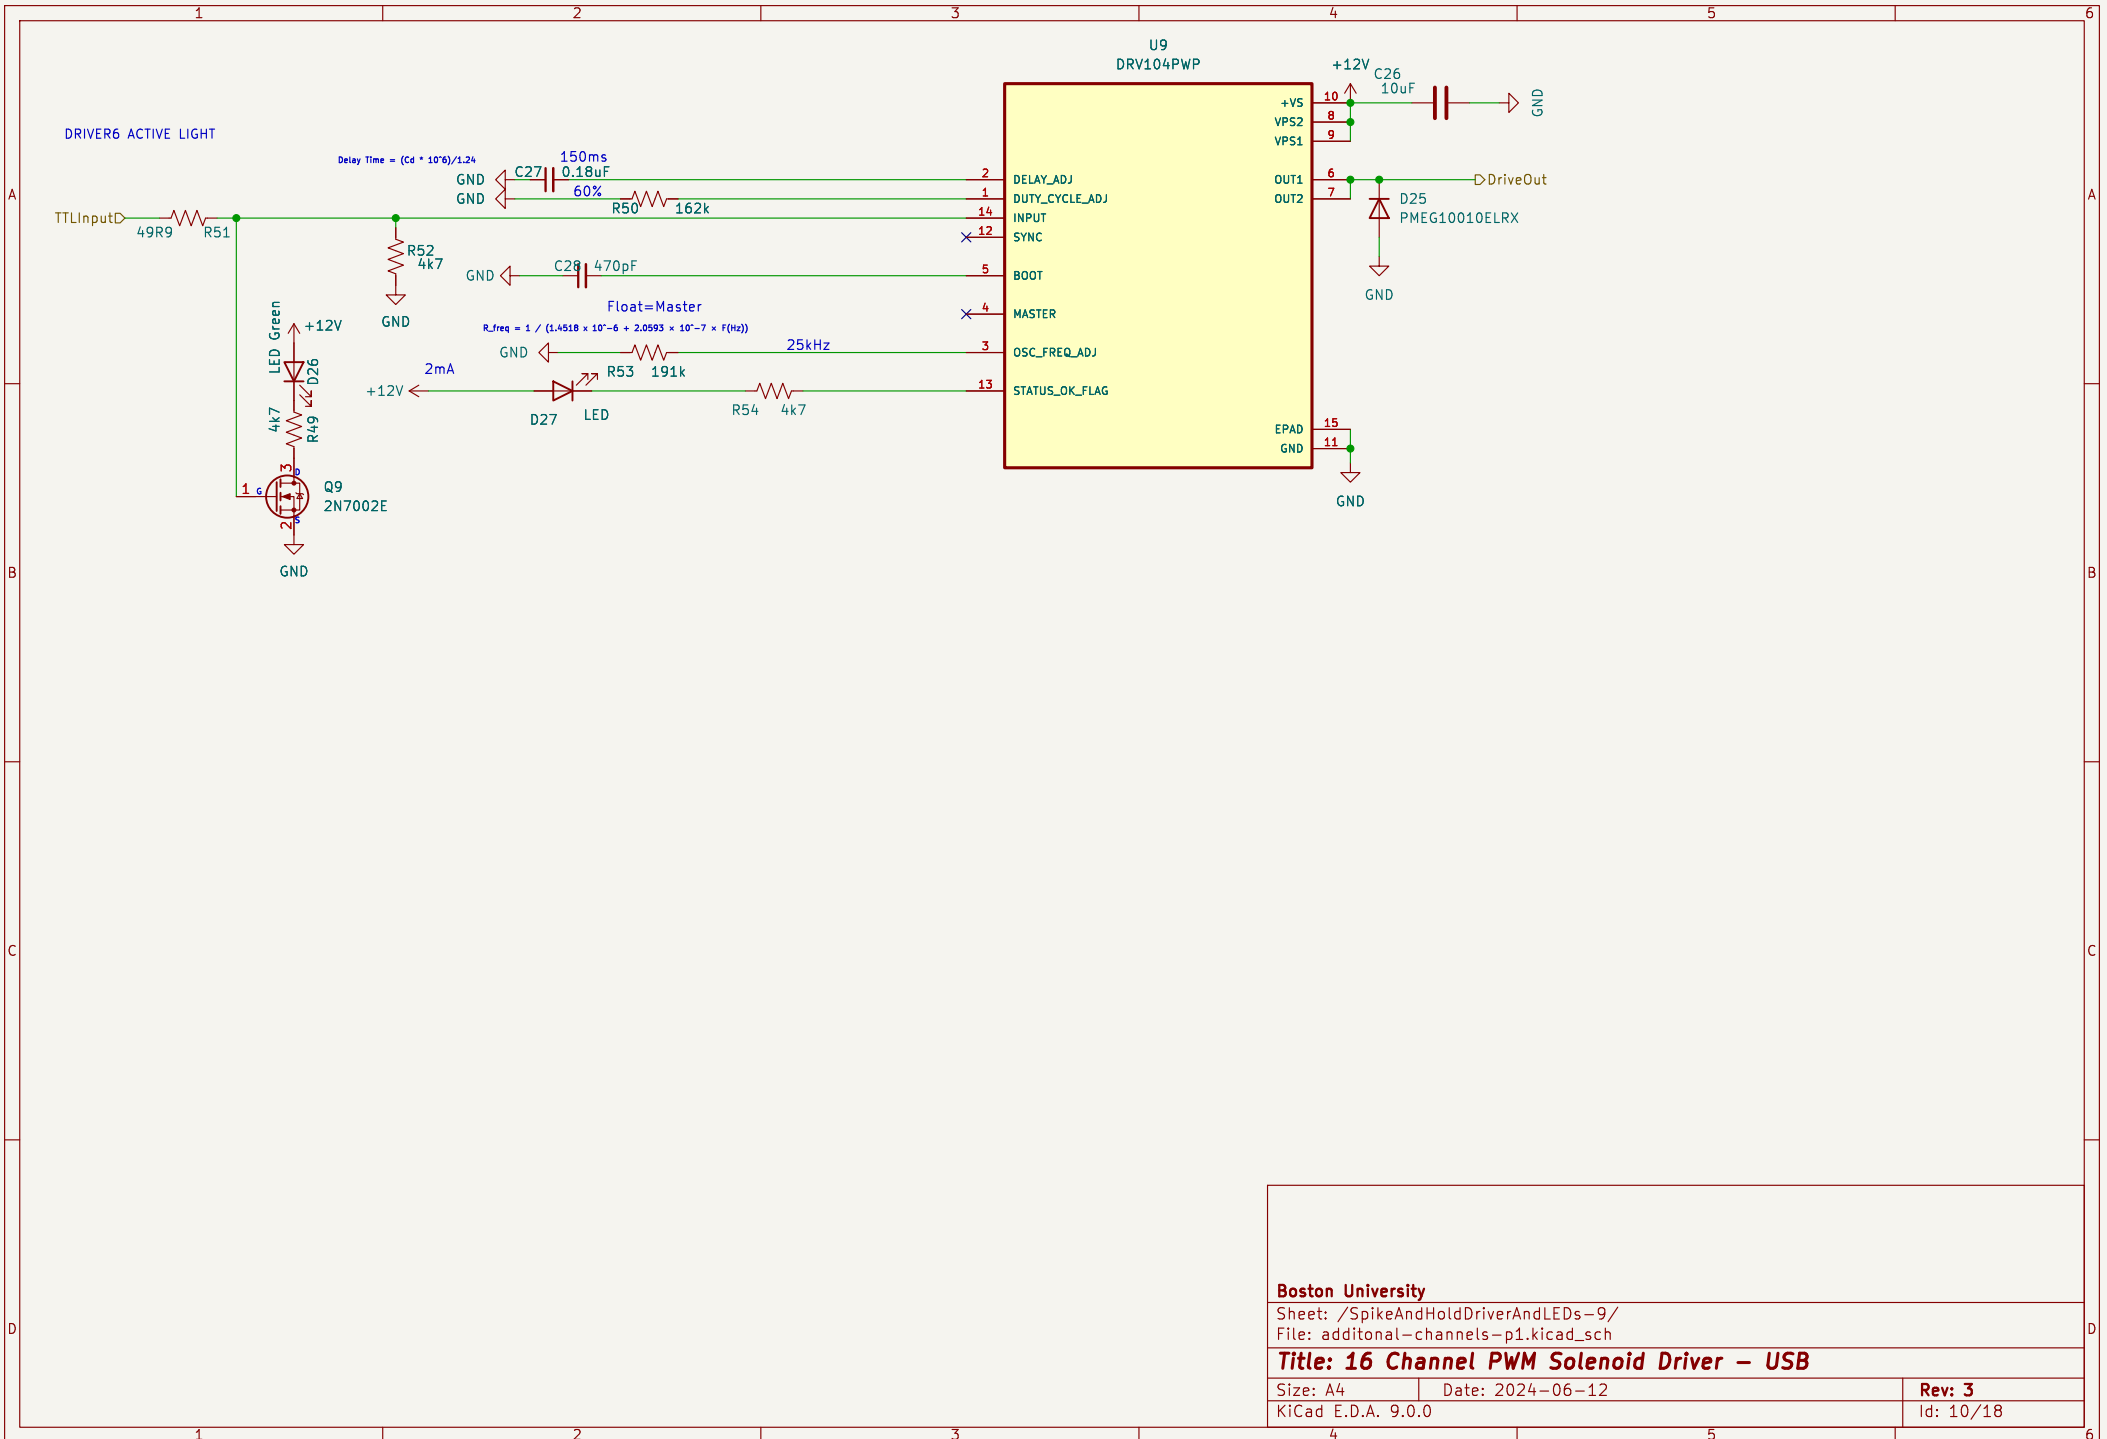 1 2 3 4 5 6
A
B
C
D
A
B
C
D
1 2 3 4 5 6
DRIVER6 ACTIVE LIGHT
U9
DRV104PWP
+12V
C26
10uF
GND
10 +VS
8 VPS2
9 VPS1
6 OUT1
7 OUT2
DriveOut
D25
PMEG10010ELRX
GND
15 EPAD
11 GND
GND
Delay Time = (Cd * 10^6)/1.24
150ms
GND C27 0.18uF 2 DELAY_ADJ
60%
GND R50 162k 1 DUTY_CYCLE_ADJ
TTLInput 49R9 R51 14 INPUT
12 SYNC
R52
4k7
GND
GND C28 470pF 5 BOOT
Float=Master
4 MASTER
R_freq = 1 / (1.4518 x 10^-6 + 2.0593 × 10^-7 × F(Hz))
25kHz
GND R53 191k 3 OSC_FREQ_ADJ
2mA
+12V D27 LED R54 4k7 13 STATUS_OK_FLAG
+12V
LED Green
D26
4k7
R49
3 D
1 G
2 S
Q9
2N7002E
GND
Boston University
Sheet: /SpikeAndHoldDriverAndLEDs-9/
File: additonal-channels-p1.kicad_sch
Title: 16 Channel PWM Solenoid Driver - USB
Size: A4 Date: 2024-06-12 Rev: 3
KiCad E.D.A. 9.0.0 Id: 10/18